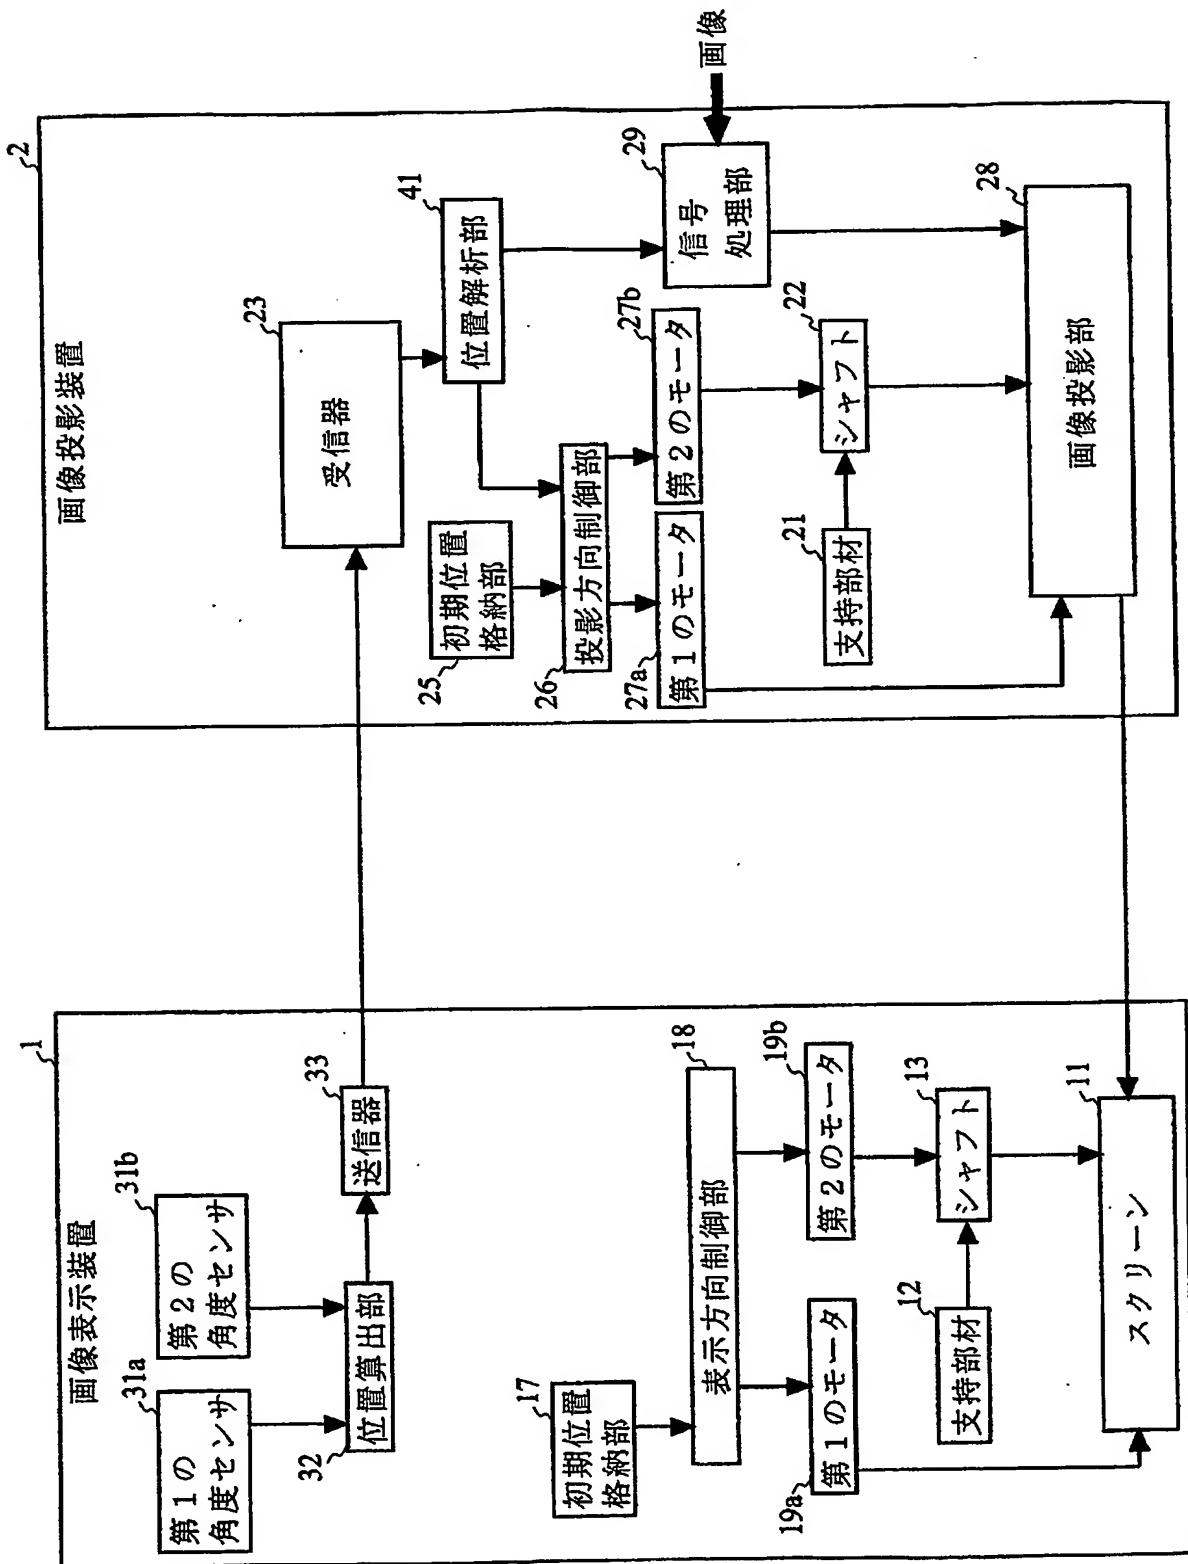 画像表示装置
1
第1の
角度センサ
31a
第2の
角度センサ
31b
位置算出部
32
送信器
33
初期位置
格納部
17
表示方向制御部
18
第1のモータ
19a
第2のモータ
19b
支持部材
12
シャフト
13
スクリーン
11
画像投影装置
2
受信器
23
位置解析部
41
初期位置
格納部
25
投影方向制御部
26
第1のモータ
27a
第2のモータ
27b
信号
処理部
29
画像
支持部材
21
シャフト
22
画像投影部
28